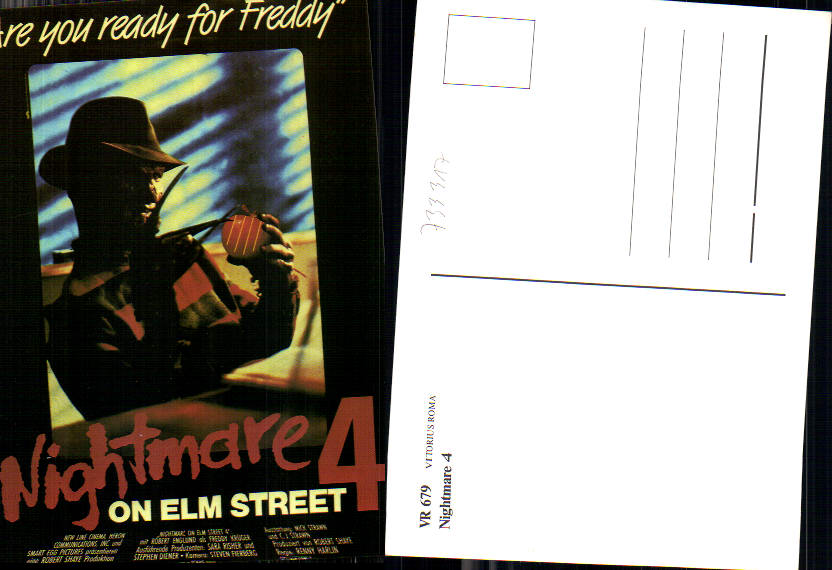 Are you ready for Freddy"
Nightmare 4
ON ELM STREET
NEW LINE CINEMA, HERON
COMMUNICATIONS, INC. und
SMART EGG PICTURES präsentieren
eine ROBERT SHAYE Produktion
„NIGHTMARE ON ELM STREET 4"
mit ROBERT ENGLUND als FREDDY KRUGER
Ausführende Produzenten: SARA RISHER und
STEPHEN DIENER • Kamera: STEVEN FIERBERG
Ausstattung: MICK STRAWN
und C.J. STRAWN
Produziert von ROBERT SHAYE
Regie: RENNY HARLIN
733317
VR 679 VITORIUS ROMA
Nightmare 4